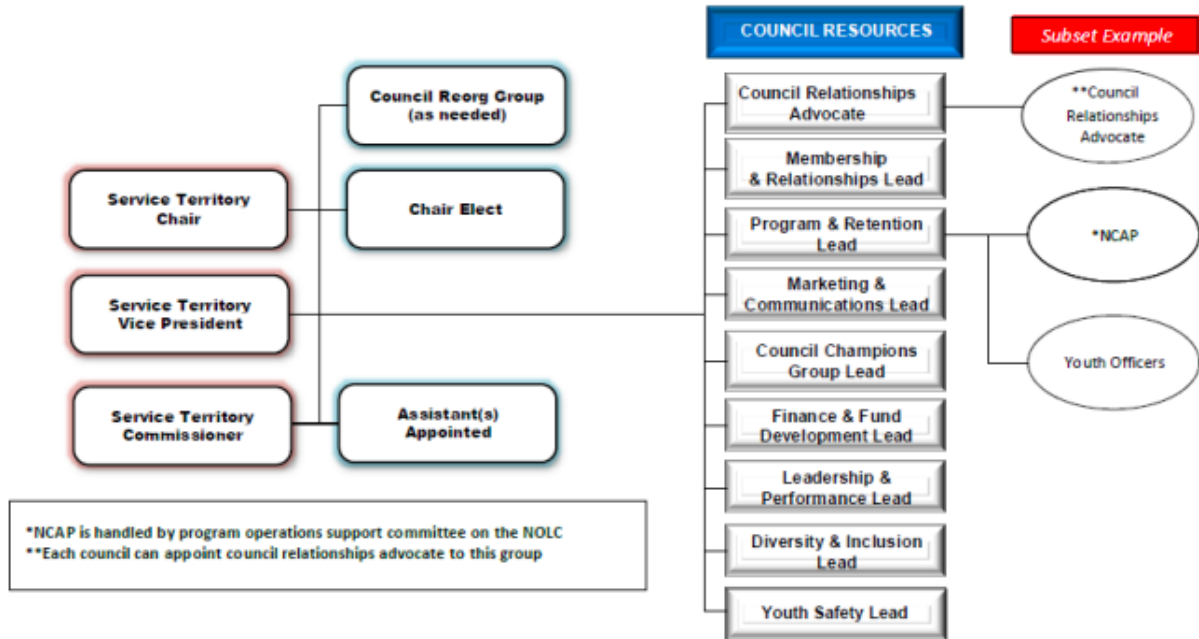 COUNCIL RESOURCES
Subset Example
Council Reorg Group
(as needed)
Service Territory
Chair
Chair Elect
Service Territory
Vice President
Service Territory
Commissioner
Assistant(s)
Appointed
Council Relationships
Advocate
Membership
& Relationships Lead
Program & Retention
Lead
Marketing &
Communications Lead
Council Champions
Group Lead
Finance & Fund
Development Lead
Leadership &
Performance Lead
Diversity & Inclusion
Lead
Youth Safety Lead
**Council
Relationships
Advocate
*NCAP
Youth Officers
*NCAP is handled by program operations support committee on the NOLC
**Each council can appoint council relationships advocate to this group